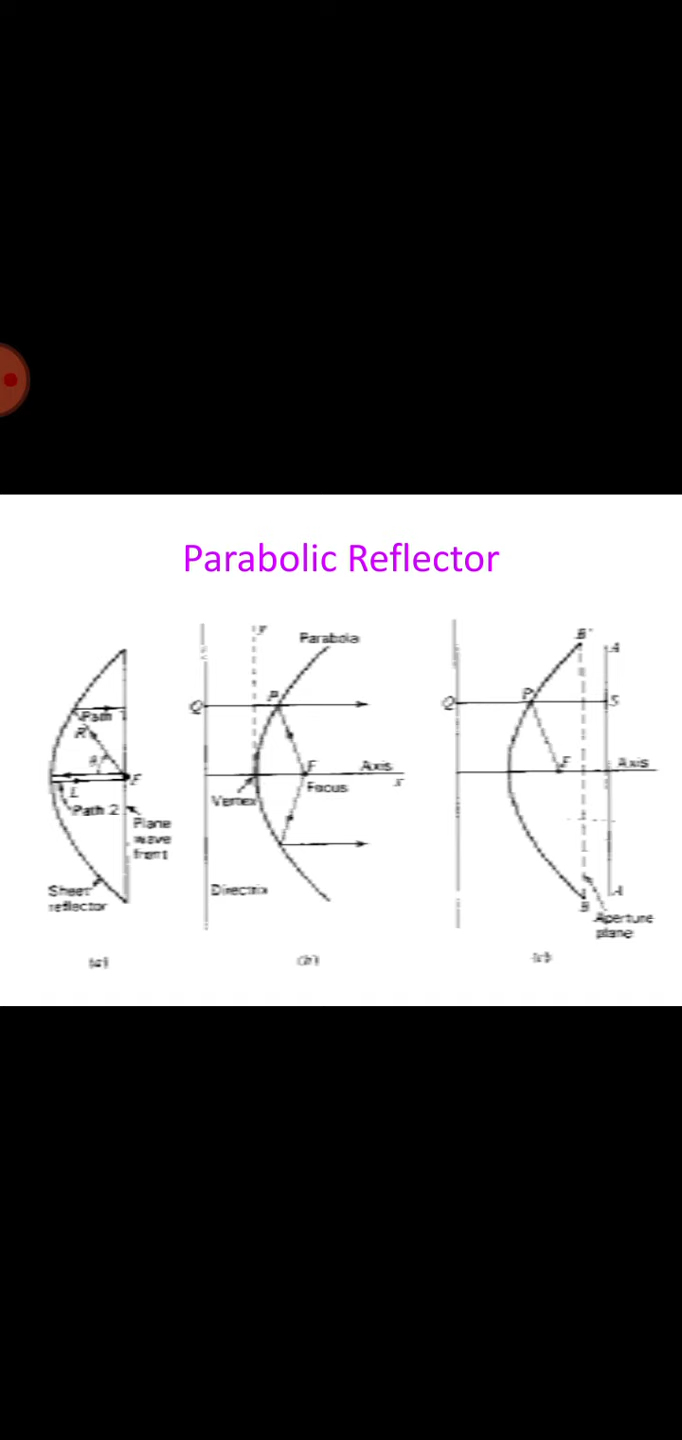 Parabolic Reflector
y
Parabola
B'
A
Path 1
R
θ
F
L
Path 2
Plane
wave
front
Sheet
reflector
(a)
Q
P
F
Axis
x
Focus
Vertex
Directrix
(b)
Q
P
S
F
Axis
A
B
Aperture
plane
(c)